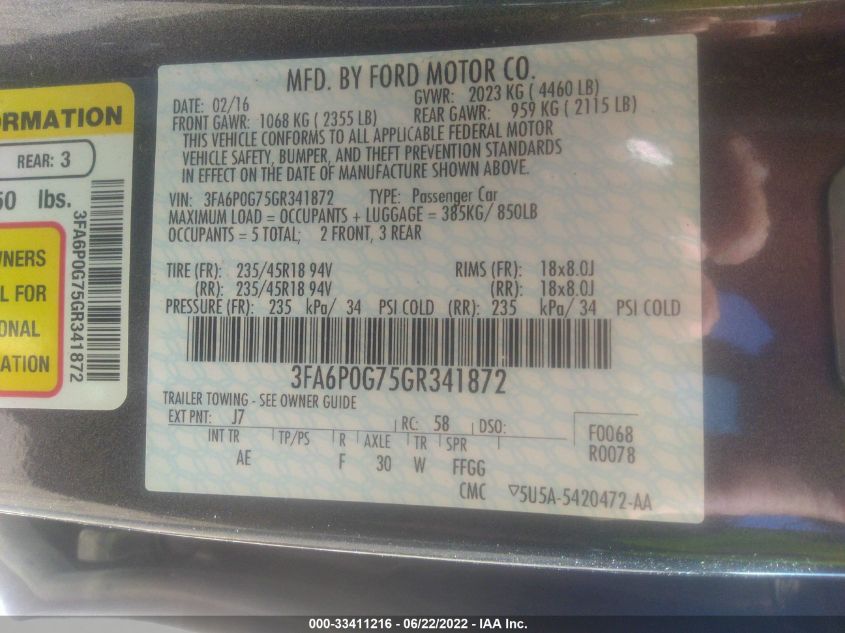 MFD. BY FORD MOTOR CO.
DATE: 02/16 GVWR: 2023 KG ( 4460 LB)
FRONT GAWR: 1068 KG ( 2355 LB) REAR GAWR: 959 KG ( 2115 LB)
THIS VEHICLE CONFORMS TO ALL APPLICABLE FEDERAL MOTOR
VEHICLE SAFETY, BUMPER, AND THEFT PREVENTION STANDARDS
IN EFFECT ON THE DATE OF MANUFACTURE SHOWN ABOVE.
VIN: 3FA6P0G75GR341872 TYPE: Passenger Car
MAXIMUM LOAD = OCCUPANTS + LUGGAGE = 385KG/ 850LB
OCCUPANTS = 5 TOTAL; 2 FRONT, 3 REAR
TIRE (FR): 235/45R18 94V RIMS (FR): 18x8.0J
(RR): 235/45R18 94V (RR): 18x8.0J
PRESSURE (FR): 235 kPa/ 34 PSI COLD (RR): 235 kPa/ 34 PSI COLD
3FA6P0G75GR341872
TRAILER TOWING - SEE OWNER GUIDE
EXT PNT: J7 RC: 58 DSO:
INT TR TP/PS R AXLE TR SPR
AE F 30 W FFGG
F0068
R0078
CMC ▽5U5A-5420472-AA
ORMATION
REAR: 3
50 lbs.
3FA6P0G75GR341872
WNERS
L FOR
ONAL
ATION
000-33411216 - 06/22/2022 - IAA Inc.